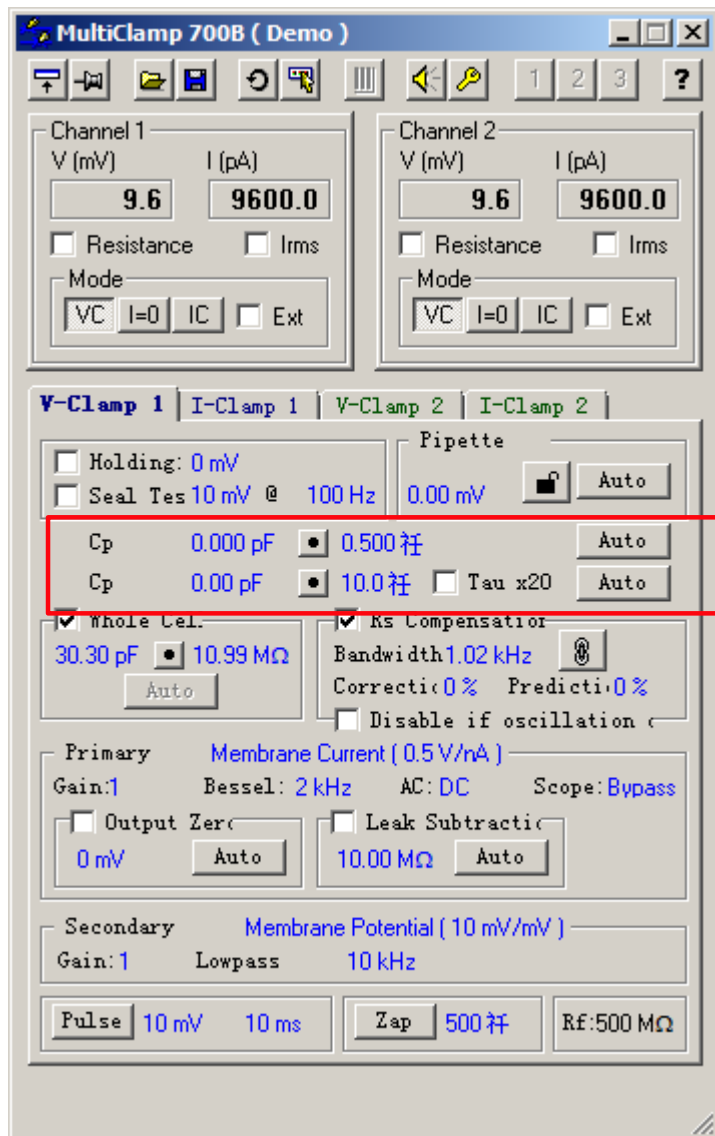 MultiClamp 700B ( Demo )
1 2 3 ?
Channel 1
V (mV) I (pA)
9.6 9600.0
Resistance Irms
Mode
VC I=0 IC Ext
Channel 2
V (mV) I (pA)
9.6 9600.0
Resistance Irms
Mode
VC I=0 IC Ext
V-Clamp 1 I-Clamp 1 V-Clamp 2 I-Clamp 2
Holding: 0 mV
Seal Tes 10 mV @ 100 Hz
Pipette
0.00 mV Auto
Cp 0.000 pF 0.500 祍 Auto
Cp 0.00 pF 10.0 祍 Tau x20 Auto
Whole Cel
30.30 pF 10.99 MΩ
Auto
Rs Compensation
Bandwidth 1.02 kHz
Correcti 0 % Predicti 0 %
Disable if oscillation
Primary Membrane Current ( 0.5 V/nA )
Gain:1 Bessel: 2 kHz AC: DC Scope: Bypass
Output Zer
0 mV Auto
Leak Subtracti
10.00 MΩ Auto
Secondary Membrane Potential ( 10 mV/mV )
Gain: 1 Lowpass 10 kHz
Pulse 10 mV 10 ms
Zap 500 祍
Rf:500 MΩ